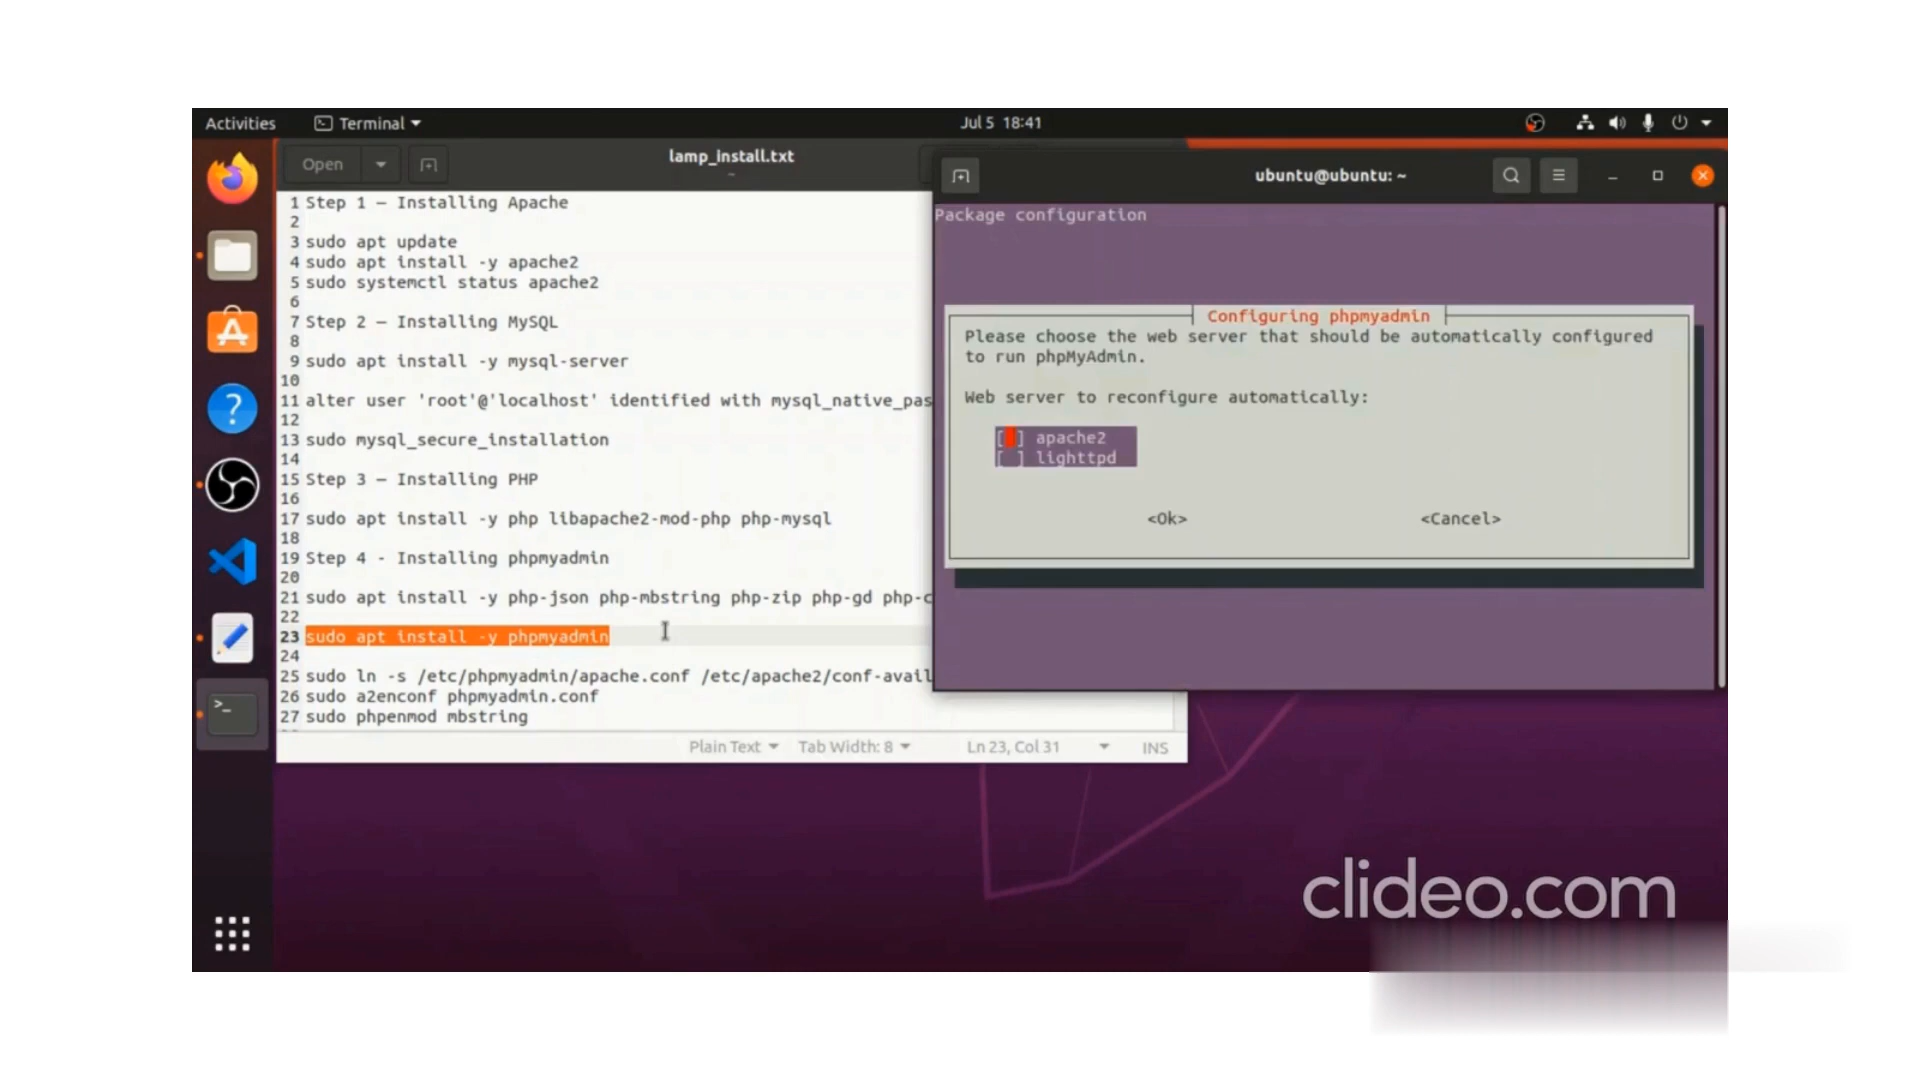 Activities
Terminal
Jul 5 18:41
Open
lamp_install.txt
~
1 Step 1 – Installing Apache
2
3 sudo apt update
4 sudo apt install -y apache2
5 sudo systemctl status apache2
6
7 Step 2 – Installing MySQL
8
9 sudo apt install -y mysql-server
10
11 alter user 'root'@'localhost' identified with mysql_native_pas
12
13 sudo mysql_secure_installation
14
15 Step 3 – Installing PHP
16
17 sudo apt install -y php libapache2-mod-php php-mysql
18
19 Step 4 - Installing phpmyadmin
20
21 sudo apt install -y php-json php-mbstring php-zip php-gd php-c
22
23 sudo apt install -y phpmyadmin
24
25 sudo ln -s /etc/phpmyadmin/apache.conf /etc/apache2/conf-avail
26 sudo a2enconf phpmyadmin.conf
27 sudo phpenmod mbstring
Plain Text
Tab Width: 8
Ln 23, Col 31
INS
ubuntu@ubuntu: ~
Package configuration
Configuring phpmyadmin
Please choose the web server that should be automatically configured
to run phpMyAdmin.
Web server to reconfigure automatically:
[ ] apache2
[ ] lighttpd
<Ok>
<Cancel>
clideo.com